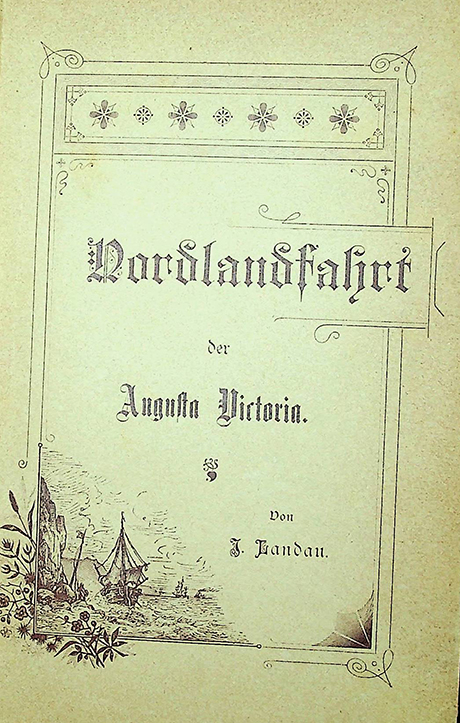 Nordlandfahrt
der
Augusta Victoria.
Von
J. Landau.